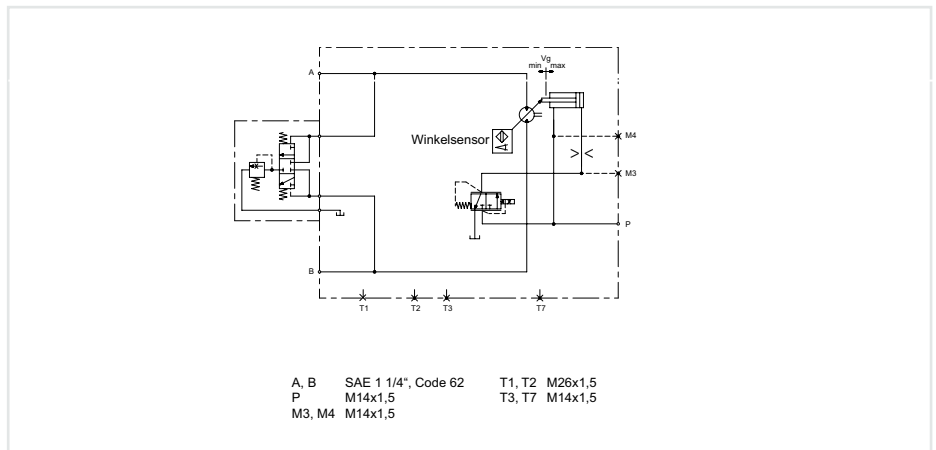 Vg
min max
A
Winkelsensor
M4
> <
M3
P
B
T1 T2 T3 T7
A, B SAE 1 1/4“, Code 62 T1, T2 M26x1,5
P M14x1,5 T3, T7 M14x1,5
M3, M4 M14x1,5